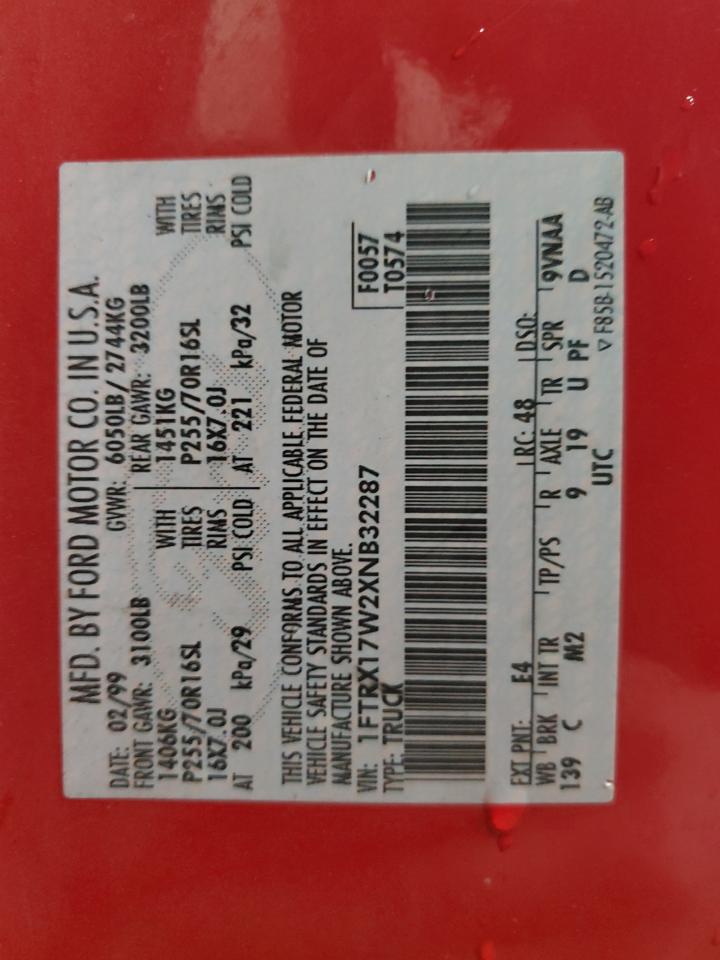 MFD. BY FORD MOTOR CO. IN U.S.A.
DATE: 02/99 GVWR: 6050LB/ 2744KG
FRONT GAWR: 3100LB REAR GAWR: 3200LB
1406KG WITH 1451KG WITH
P255/70R16SL TIRES P255/70R16SL TIRES
16X7.0J RIMS 16X7.0J RIMS
AT 200 kPa/29 PSI COLD AT 221 kPa/32 PSI COLD
THIS VEHICLE CONFORMS TO ALL APPLICABLE FEDERAL MOTOR
VEHICLE SAFETY STANDARDS IN EFFECT ON THE DATE OF
MANUFACTURE SHOWN ABOVE.
VIN: 1FTRX17W2XNB32287 F0057
TYPE: TRUCK T0574
EXT PNT: E4 RC: 48 DSO:
WB BRK INT TR TP/PS R AXLE TR SPR 9VNAA
139 C M2 9 19 U PF D
UTC ▽ F85B-1520472-AB